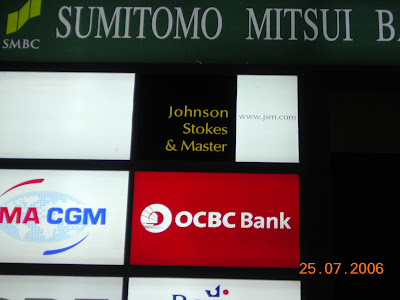 SUMITOMO MITSUI BA
SMBC
Johnson
Stokes
& Master
www.jsm.com
MA CGM
OCBC Bank
25.07.2006